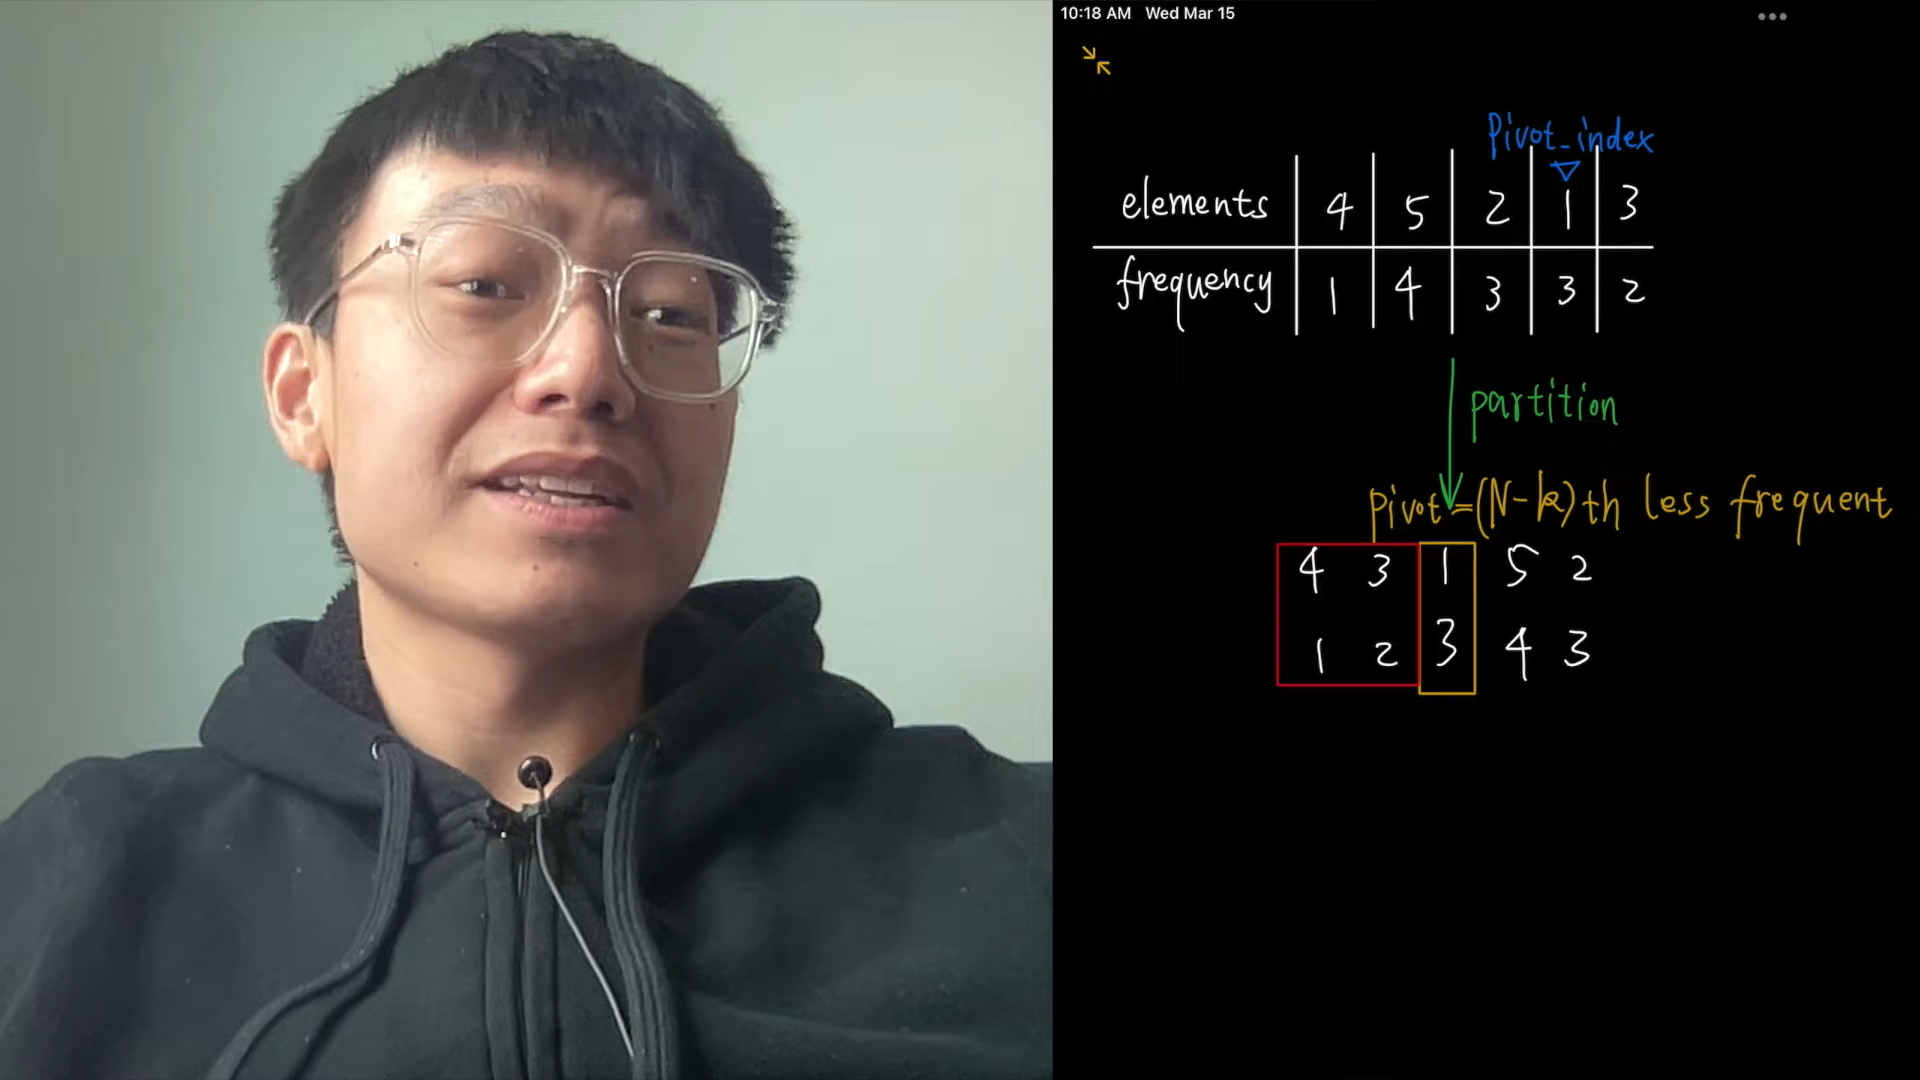 10:18 AM Wed Mar 15
Pivot_index
elements 4 5 2 1 3
frequency 1 4 3 3 2
partition
pivot=(N-k)th less frequent
4 3 1 5 2
1 2 3 4 3